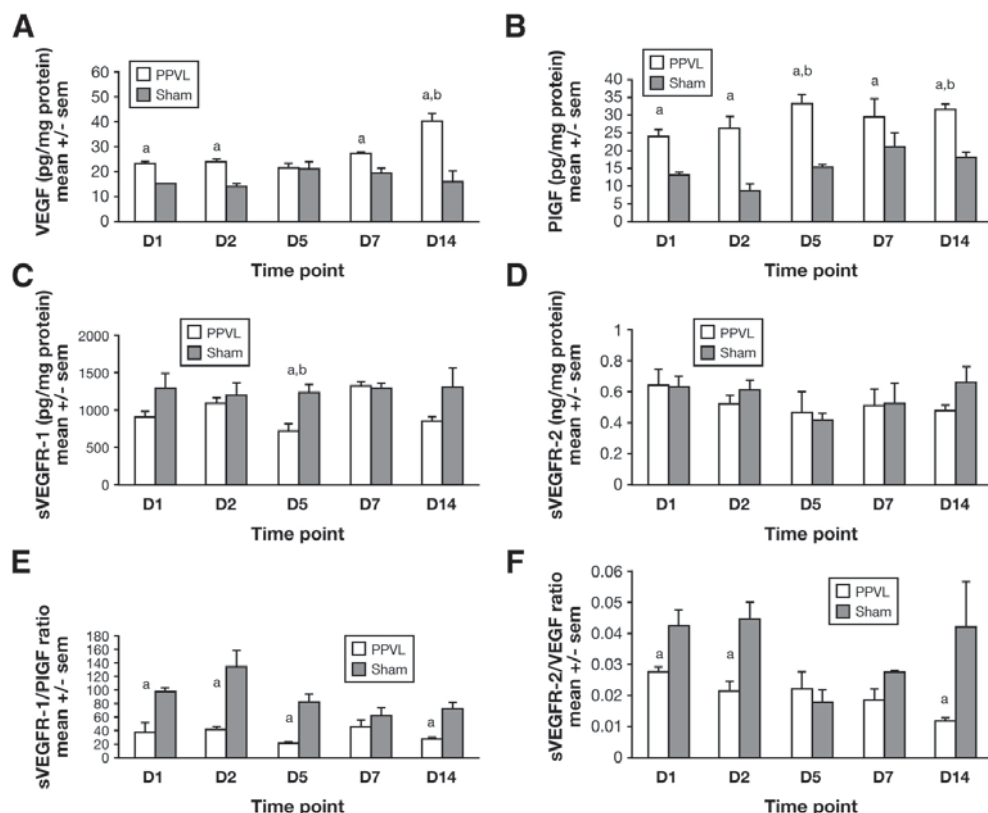 A
VEGF (pg/mg protein)
mean +/- sem
PPVL
Sham
60
50
40
30
20
10
0
a
a
a
a,b
D1 D2 D5 D7 D14
Time point
B
PlGF (pg/mg protein)
mean +/- sem
PPVL
Sham
40
35
30
25
20
15
10
5
0
a
a
a,b
a
a,b
D1 D2 D5 D7 D14
Time point
C
sVEGFR-1 (pg/mg protein)
mean +/- sem
PPVL
Sham
2000
1500
1000
500
0
a,b
D1 D2 D5 D7 D14
Time point
D
sVEGFR-2 (ng/mg protein)
mean +/- sem
PPVL
Sham
1
0.8
0.6
0.4
0.2
0
D1 D2 D5 D7 D14
Time point
E
sVEGFR-1/PlGF ratio
mean +/- sem
PPVL
Sham
180
160
140
120
100
80
60
40
20
0
a
a
a
a
D1 D2 D5 D7 D14
Time point
F
sVEGFR-2/VEGF ratio
mean +/- sem
PPVL
Sham
0.06
0.05
0.04
0.03
0.02
0.01
0
a
a
a
D1 D2 D5 D7 D14
Time point